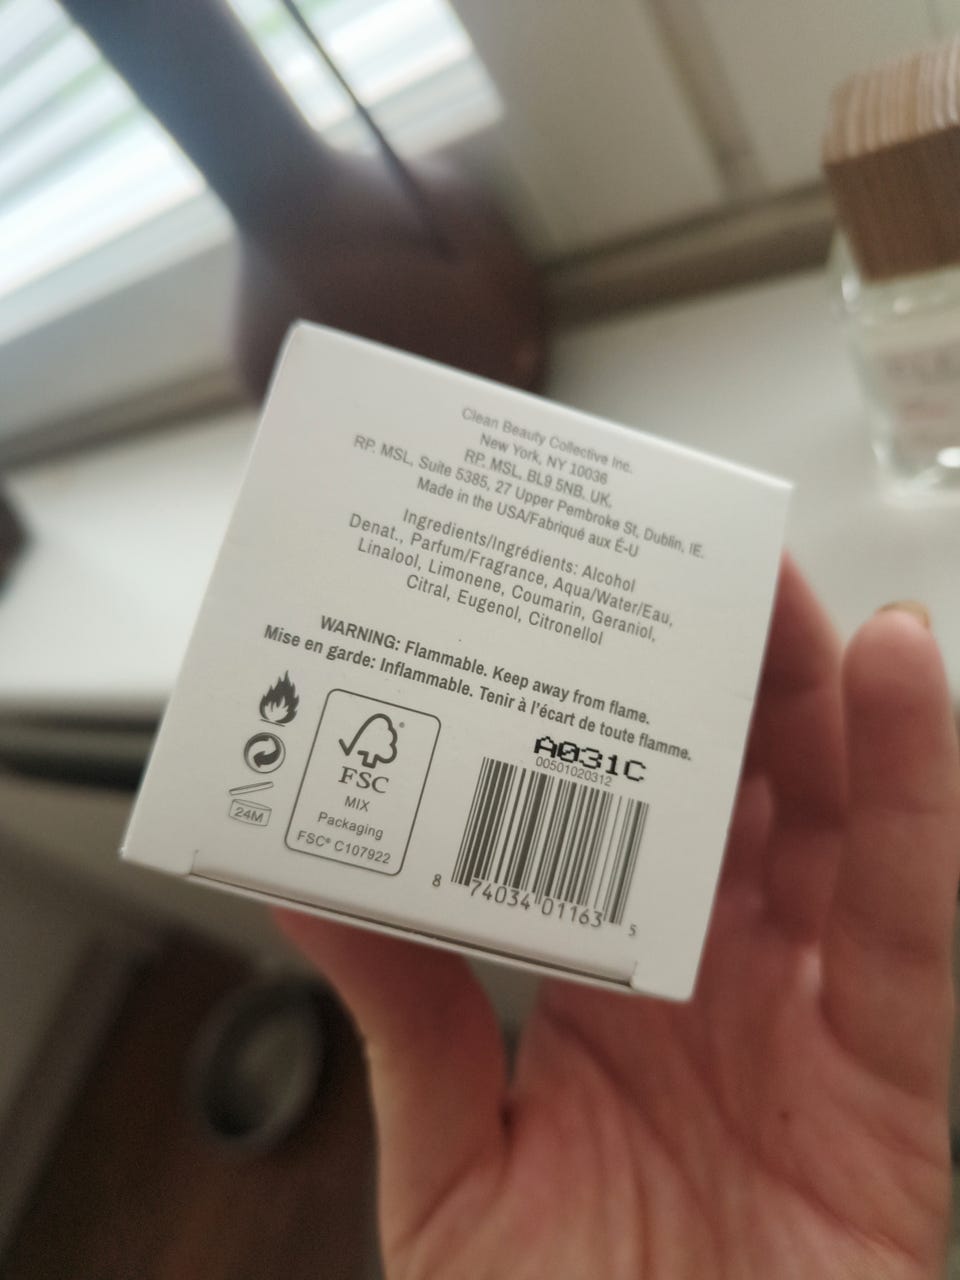 Clean Beauty Collective Inc.
New York, NY 10036
RP. MSL, BL9 5NB. UK.
RP. MSL, Suite 5385, 27 Upper Pembroke St, Dublin, IE.
Made in the USA/Fabriqué aux É-U
Ingredients/Ingrédients: Alcohol
Denat., Parfum/Fragrance, Aqua/Water/Eau,
Linalool, Limonene, Coumarin, Geraniol,
Citral, Eugenol, Citronellol
WARNING: Flammable. Keep away from flame.
Mise en garde: Inflammable. Tenir à l'écart de toute flamme.
A031C
00501020312
24M
®
FSC
MIX
Packaging
FSC® C107922
8 74034 01163 5